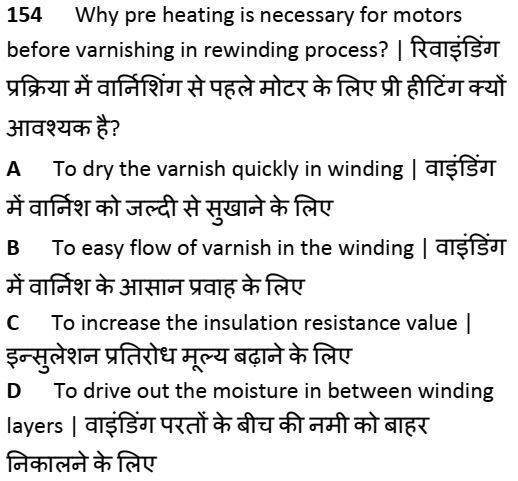 154 Why pre heating is necessary for motors
before varnishing in rewinding process? | रिवाइंडिंग
प्रक्रिया में वार्निशिंग से पहले मोटर के लिए प्री हीटिंग क्यों
आवश्यक है?
A To dry the varnish quickly in winding | वाइंडिंग
में वार्निश को जल्दी से सुखाने के लिए
B To easy flow of varnish in the winding | वाइंडिंग
में वार्निश के आसान प्रवाह के लिए
C To increase the insulation resistance value |
इन्सुलेशन प्रतिरोध मूल्य बढ़ाने के लिए
D To drive out the moisture in between winding
layers | वाइंडिंग परतों के बीच की नमी को बाहर
निकालने के लिए